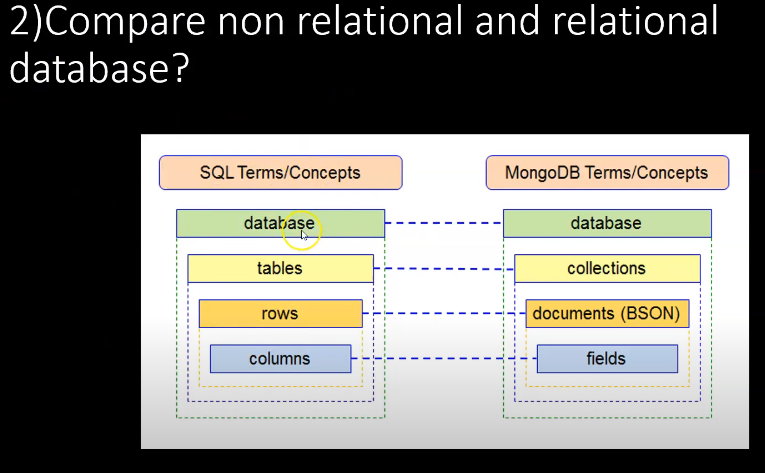 2)Compare non relational and relational
database?
SQL Terms/Concepts
MongoDB Terms/Concepts
database
database
tables
collections
rows
documents (BSON)
columns
fields